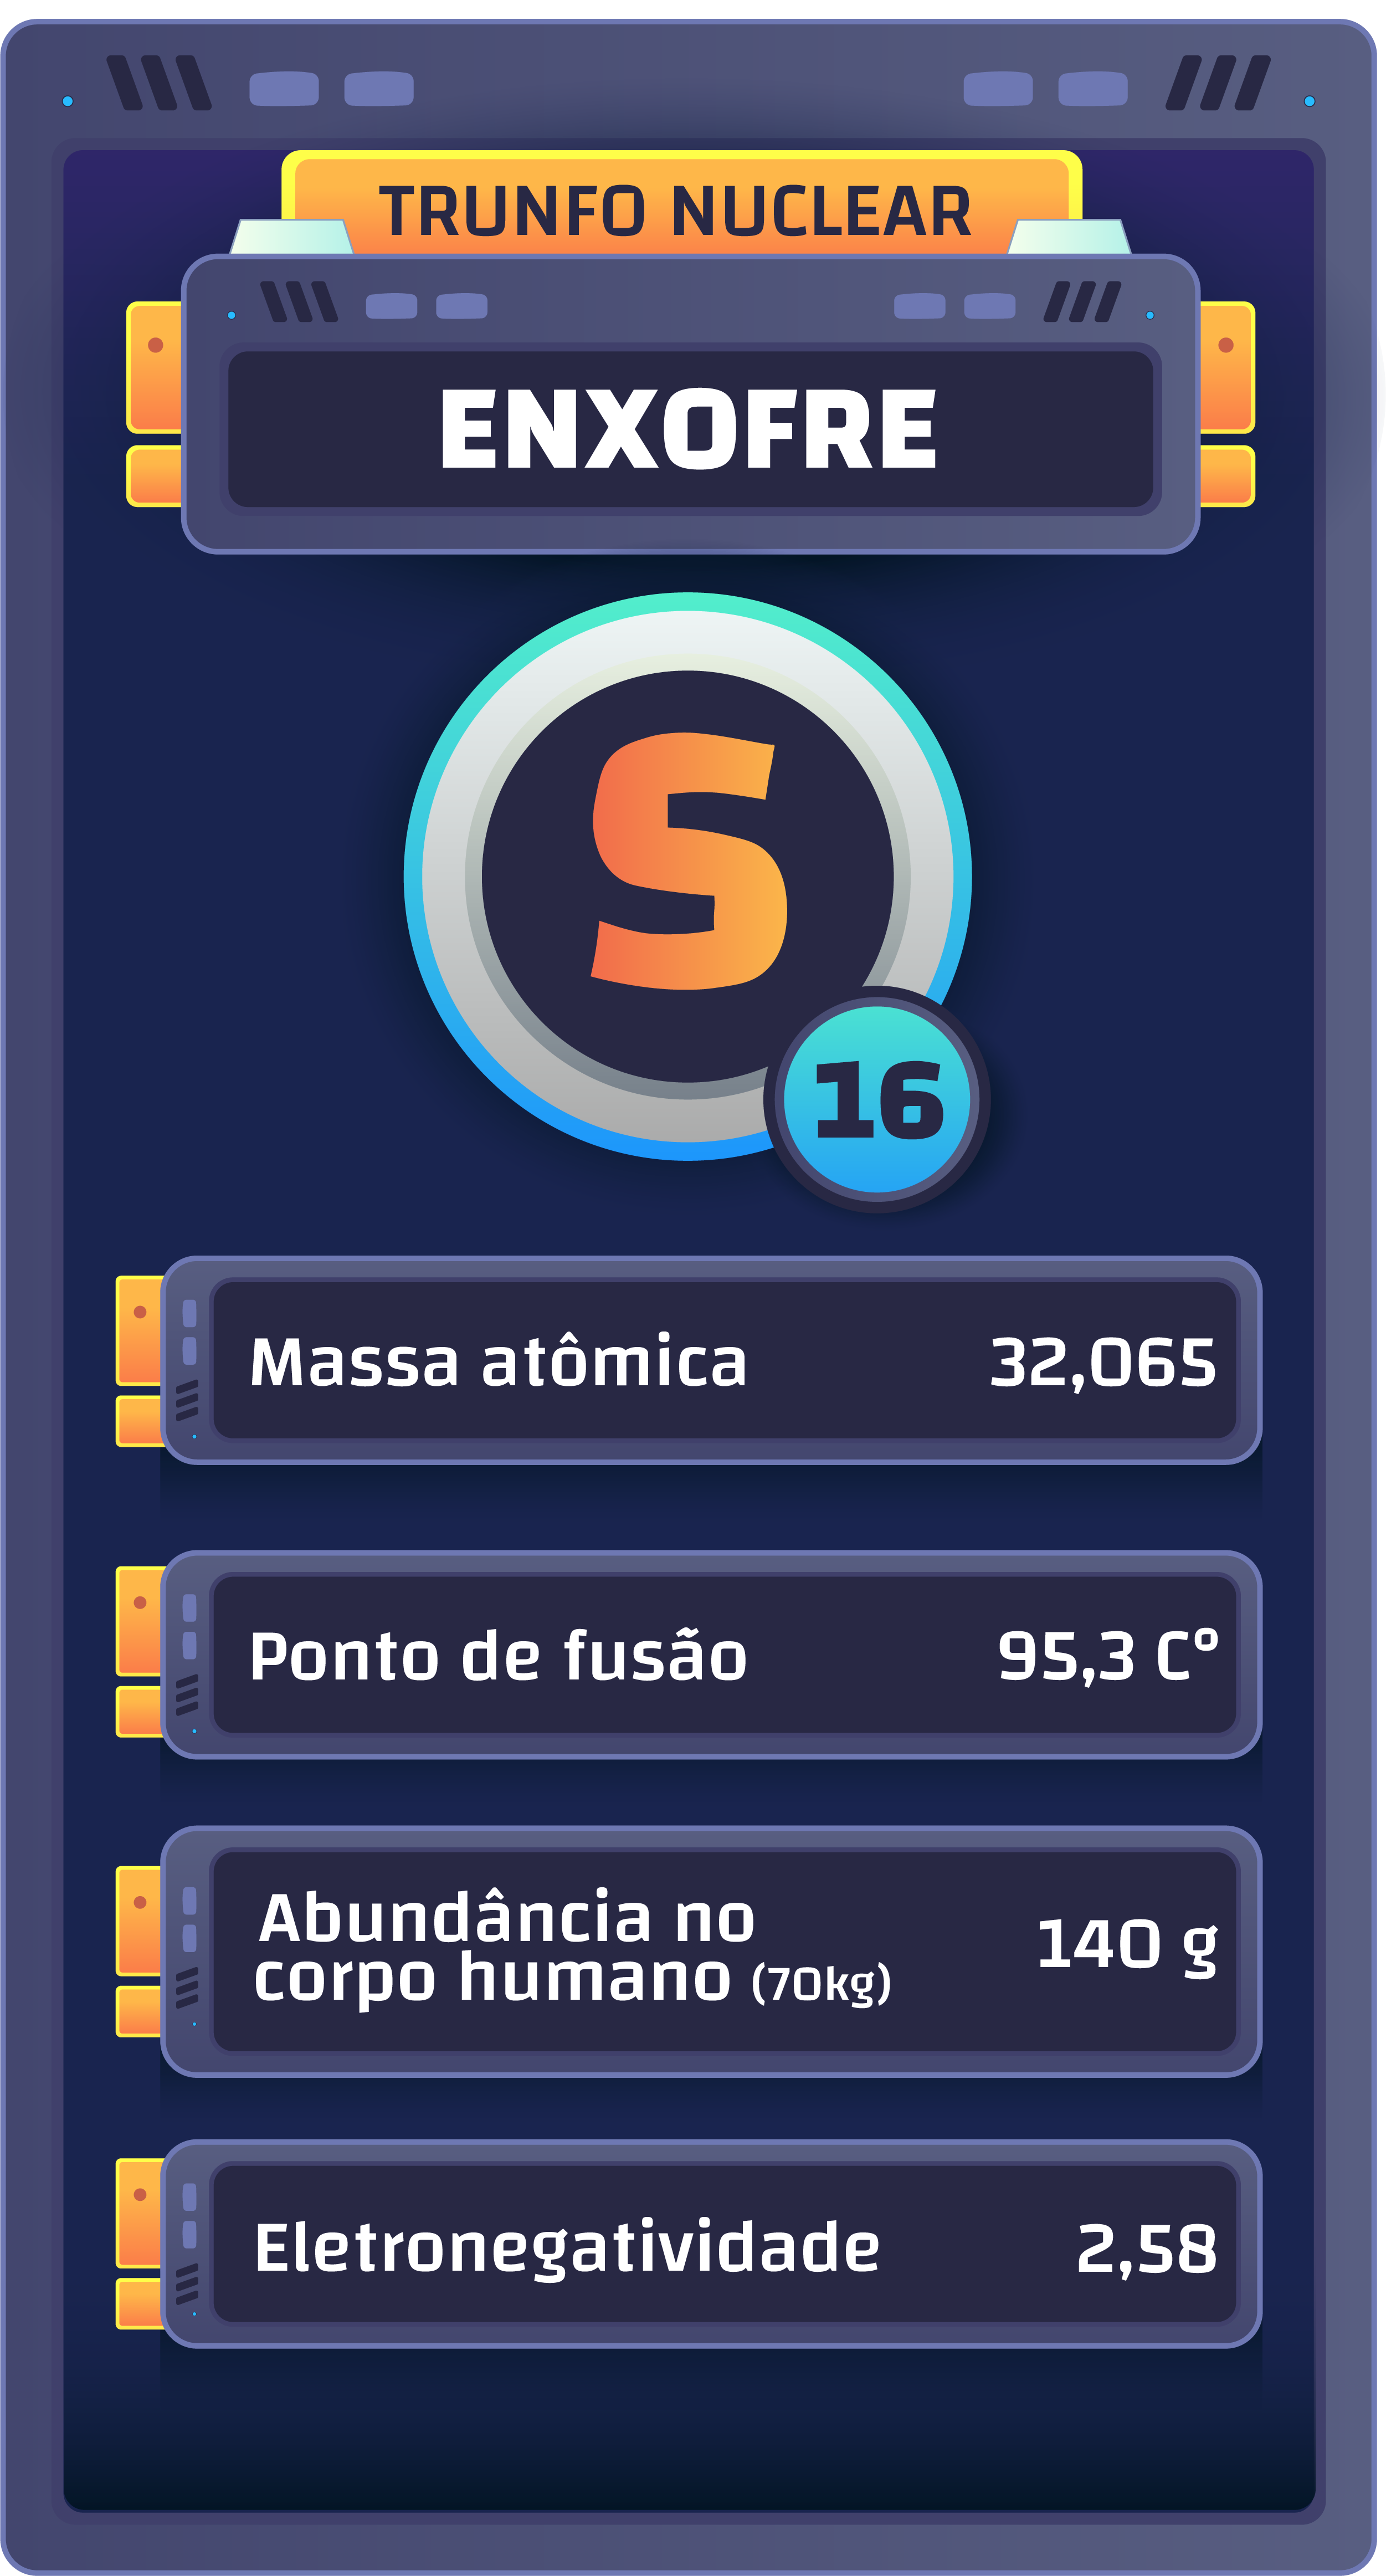 TRUNFO NUCLEAR
ENXOFRE
S
16
Massa atômica 32,065
Ponto de fusão 95,3 Cº
Abundância no
corpo humano (70kg) 140 g
Eletronegatividade 2,58